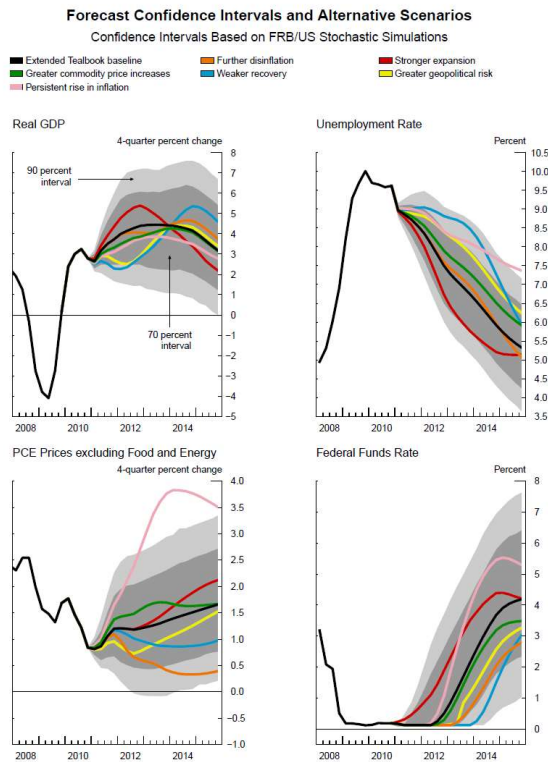 Forecast Confidence Intervals and Alternative Scenarios
Confidence Intervals Based on FRB/US Stochastic Simulations
Extended Tealbook baseline
Further disinflation
Stronger expansion
Greater commodity price increases
Weaker recovery
Greater geopolitical risk
Persistent rise in inflation
Real GDP
4-quarter percent change
90 percent
interval
70 percent
interval
8
7
6
5
4
3
2
1
0
−1
−2
−3
−4
−5
2008 2010 2012 2014
Unemployment Rate
Percent
10.5
10.0
9.5
9.0
8.5
8.0
7.5
7.0
6.5
6.0
5.5
5.0
4.5
4.0
3.5
2008 2010 2012 2014
PCE Prices excluding Food and Energy
4-quarter percent change
4.0
3.5
3.0
2.5
2.0
1.5
1.0
0.5
0.0
−0.5
−1.0
2008 2010 2012 2014
Federal Funds Rate
Percent
8
7
6
5
4
3
2
1
0
2008 2010 2012 2014